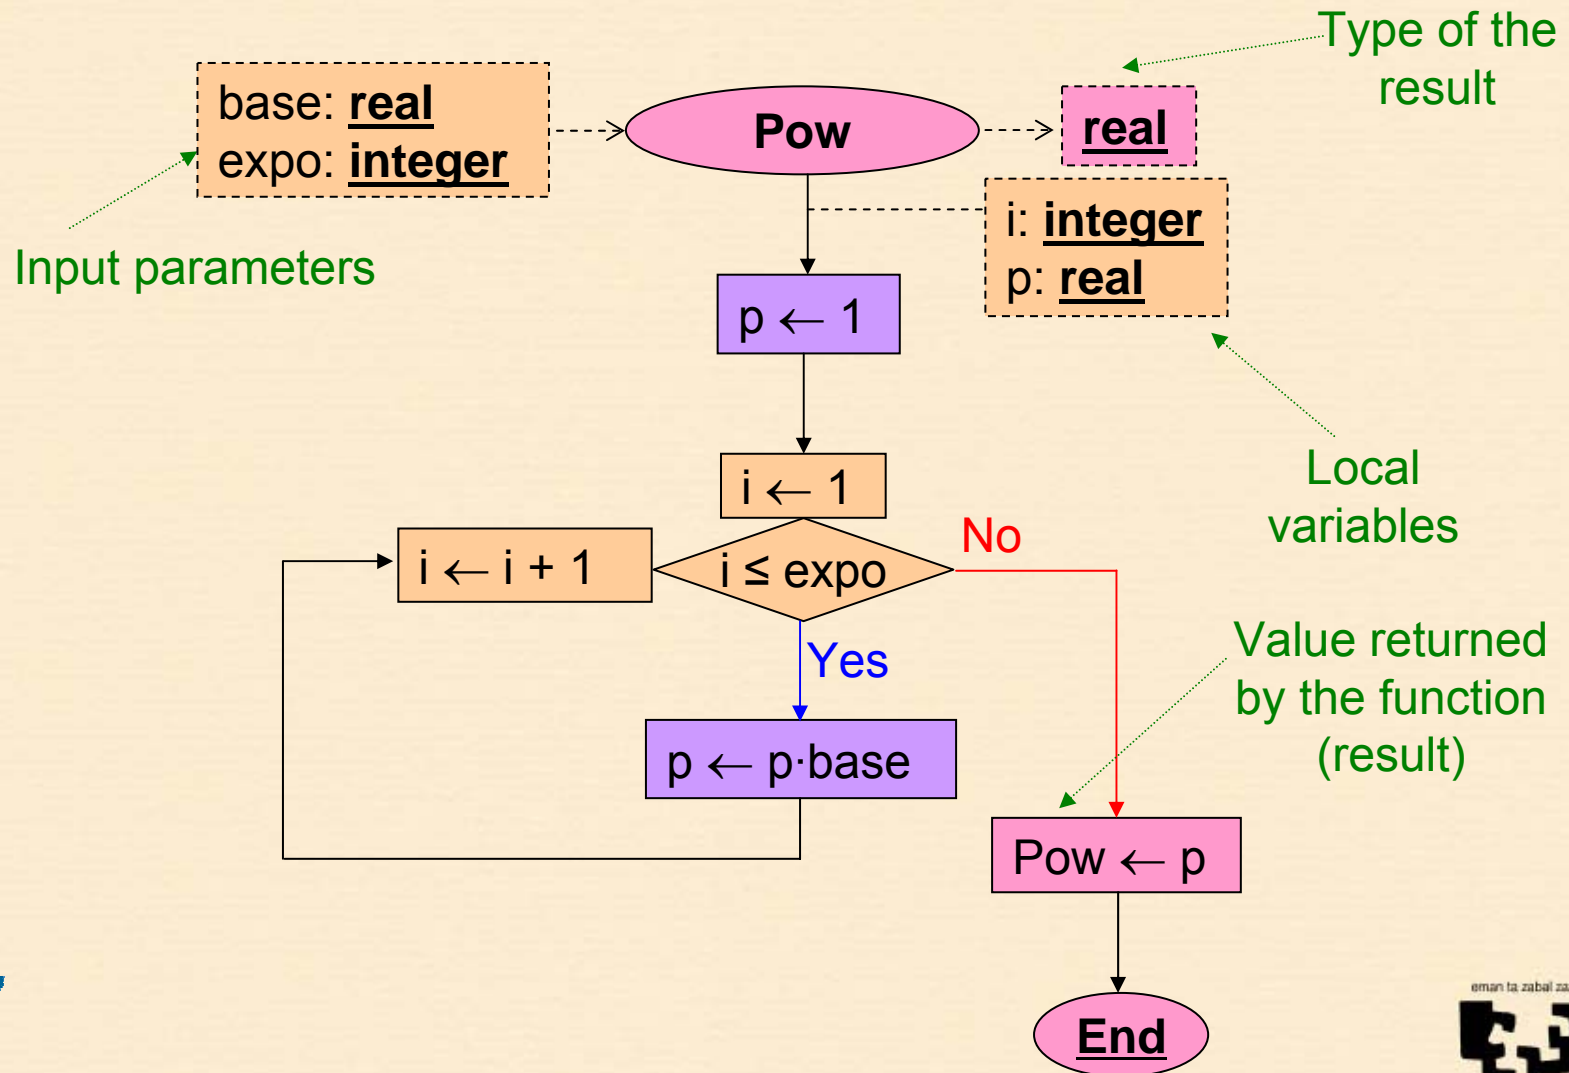 Type of the
result
base: real
expo: integer
Pow
real
i: integer
p: real
Input parameters
p ← 1
Local
variables
i ← 1
No
i ← i + 1
i ≤ expo
Yes
Value returned
by the function
(result)
p ← p·base
Pow ← p
End
eman ta zabal za